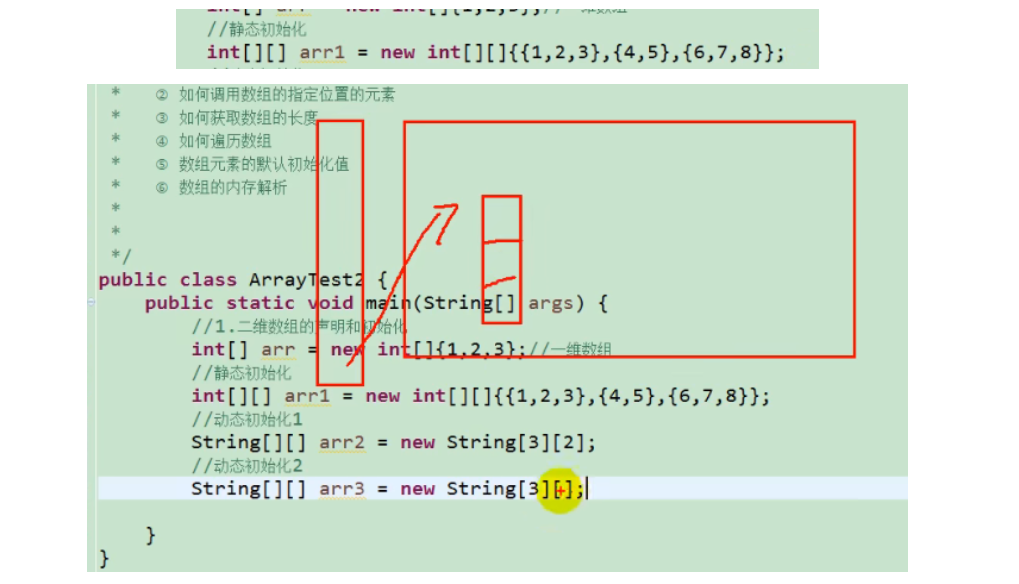 int[] arr = new int[]{1,2,3};//一维数组
//静态初始化
int[][] arr1 = new int[][]{{1,2,3},{4,5},{6,7,8}};
* ② 如何调用数组的指定位置的元素
* ③ 如何获取数组的长度
* ④ 如何遍历数组
* ⑤ 数组元素的默认初始化值
* ⑥ 数组的内存解析
*
*
*/
public class ArrayTest2 {
public static void main(String[] args) {
//1.二维数组的声明和初始化
int[] arr = new int[]{1,2,3};//一维数组
//静态初始化
int[][] arr1 = new int[][]{{1,2,3},{4,5},{6,7,8}};
//动态初始化1
String[][] arr2 = new String[3][2];
//动态初始化2
String[][] arr3 = new String[3][];
}
}